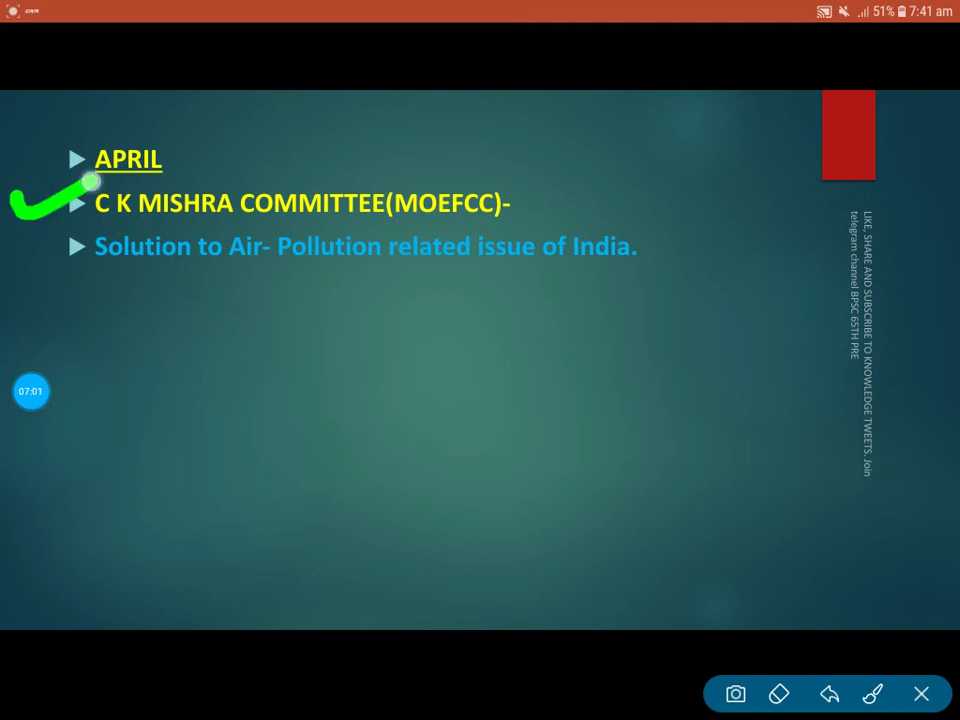 51% 7:41 am
APRIL
C K MISHRA COMMITTEE(MOEFCC)-
Solution to Air- Pollution related issue of India.
07:01
LIKE, SHARE AND SUBSCRIBE TO KNOWLEDGE TWEETS. Join
telegram channel BPSC 65TH PRE